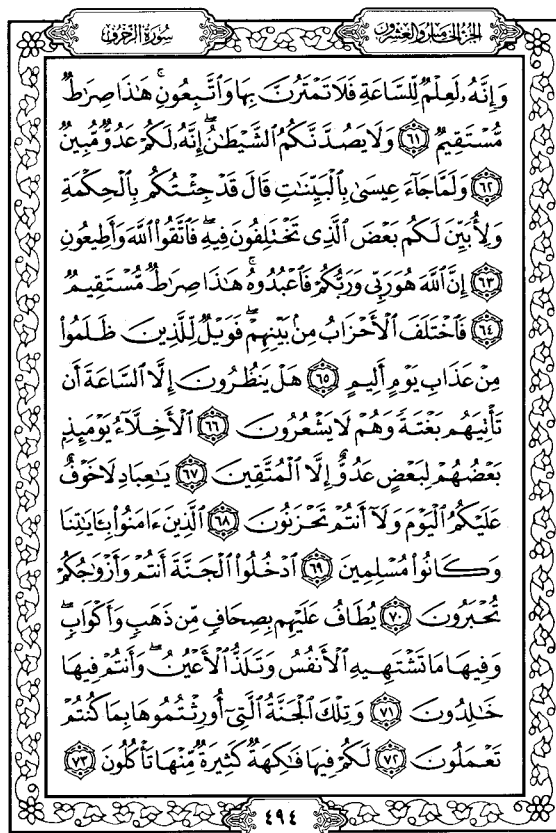 الجزء الخامس والعشرون
سورة الزخرف
وَإِنَّهُۥ لَعِلْمٌ لِّلسَّاعَةِ فَلَا تَمْتَرُنَّ بِهَا وَٱتَّبِعُونِ ۚ هَٰذَا صِرَٰطٌ
مُّسْتَقِيمٌ ٦١ وَلَا يَصُدَّنَّكُمُ ٱلشَّيْطَٰنُ ۖ إِنَّهُۥ لَكُمْ عَدُوٌّ مُّبِينٌ
٦٢ وَلَمَّا جَآءَ عِيسَىٰ بِٱلْبَيِّنَٰتِ قَالَ قَدْ جِئْتُكُم بِٱلْحِكْمَةِ
وَلِأُبَيِّنَ لَكُم بَعْضَ ٱلَّذِى تَخْتَلِفُونَ فِيهِ ۖ فَٱتَّقُوا۟ ٱللَّهَ وَأَطِيعُونِ
٦٣ إِنَّ ٱللَّهَ هُوَ رَبِّى وَرَبُّكُمْ فَٱعْبُدُوهُ ۚ هَٰذَا صِرَٰطٌ مُّسْتَقِيمٌ
٦٤ فَٱخْتَلَفَ ٱلْأَحْزَابُ مِنۢ بَيْنِهِمْ ۖ فَوَيْلٌ لِّلَّذِينَ ظَلَمُوا۟
مِنْ عَذَابِ يَوْمٍ أَلِيمٍ ٦٥ هَلْ يَنظُرُونَ إِلَّا ٱلسَّاعَةَ أَن
تَأْتِيَهُم بَغْتَةً وَهُمْ لَا يَشْعُرُونَ ٦٦ ٱلْأَخِلَّآءُ يَوْمَئِذٍۭ
بَعْضُهُمْ لِبَعْضٍ عَدُوٌّ إِلَّا ٱلْمُتَّقِينَ ٦٧ يَٰعِبَادِ لَا خَوْفٌ
عَلَيْكُمُ ٱلْيَوْمَ وَلَآ أَنتُمْ تَحْزَنُونَ ٦٨ ٱلَّذِينَ ءَامَنُوا۟ بِـَٔايَٰتِنَا
وَكَانُوا۟ مُسْلِمِينَ ٦٩ ٱدْخُلُوا۟ ٱلْجَنَّةَ أَنتُمْ وَأَزْوَٰجُكُمْ
تُحْبَرُونَ ٧٠ يُطَافُ عَلَيْهِم بِصِحَافٍ مِّن ذَهَبٍ وَأَكْوَابٍ ۖ
وَفِيهَا مَا تَشْتَهِيهِ ٱلْأَنفُسُ وَتَلَذُّ ٱلْأَعْيُنُ ۖ وَأَنتُمْ فِيهَا
خَٰلِدُونَ ٧١ وَتِلْكَ ٱلْجَنَّةُ ٱلَّتِىٓ أُورِثْتُمُوهَا بِمَا كُنتُمْ
تَعْمَلُونَ ٧٢ لَكُمْ فِيهَا فَٰكِهَةٌ كَثِيرَةٌ مِّنْهَا تَأْكُلُونَ ٧٣
٤٩٤